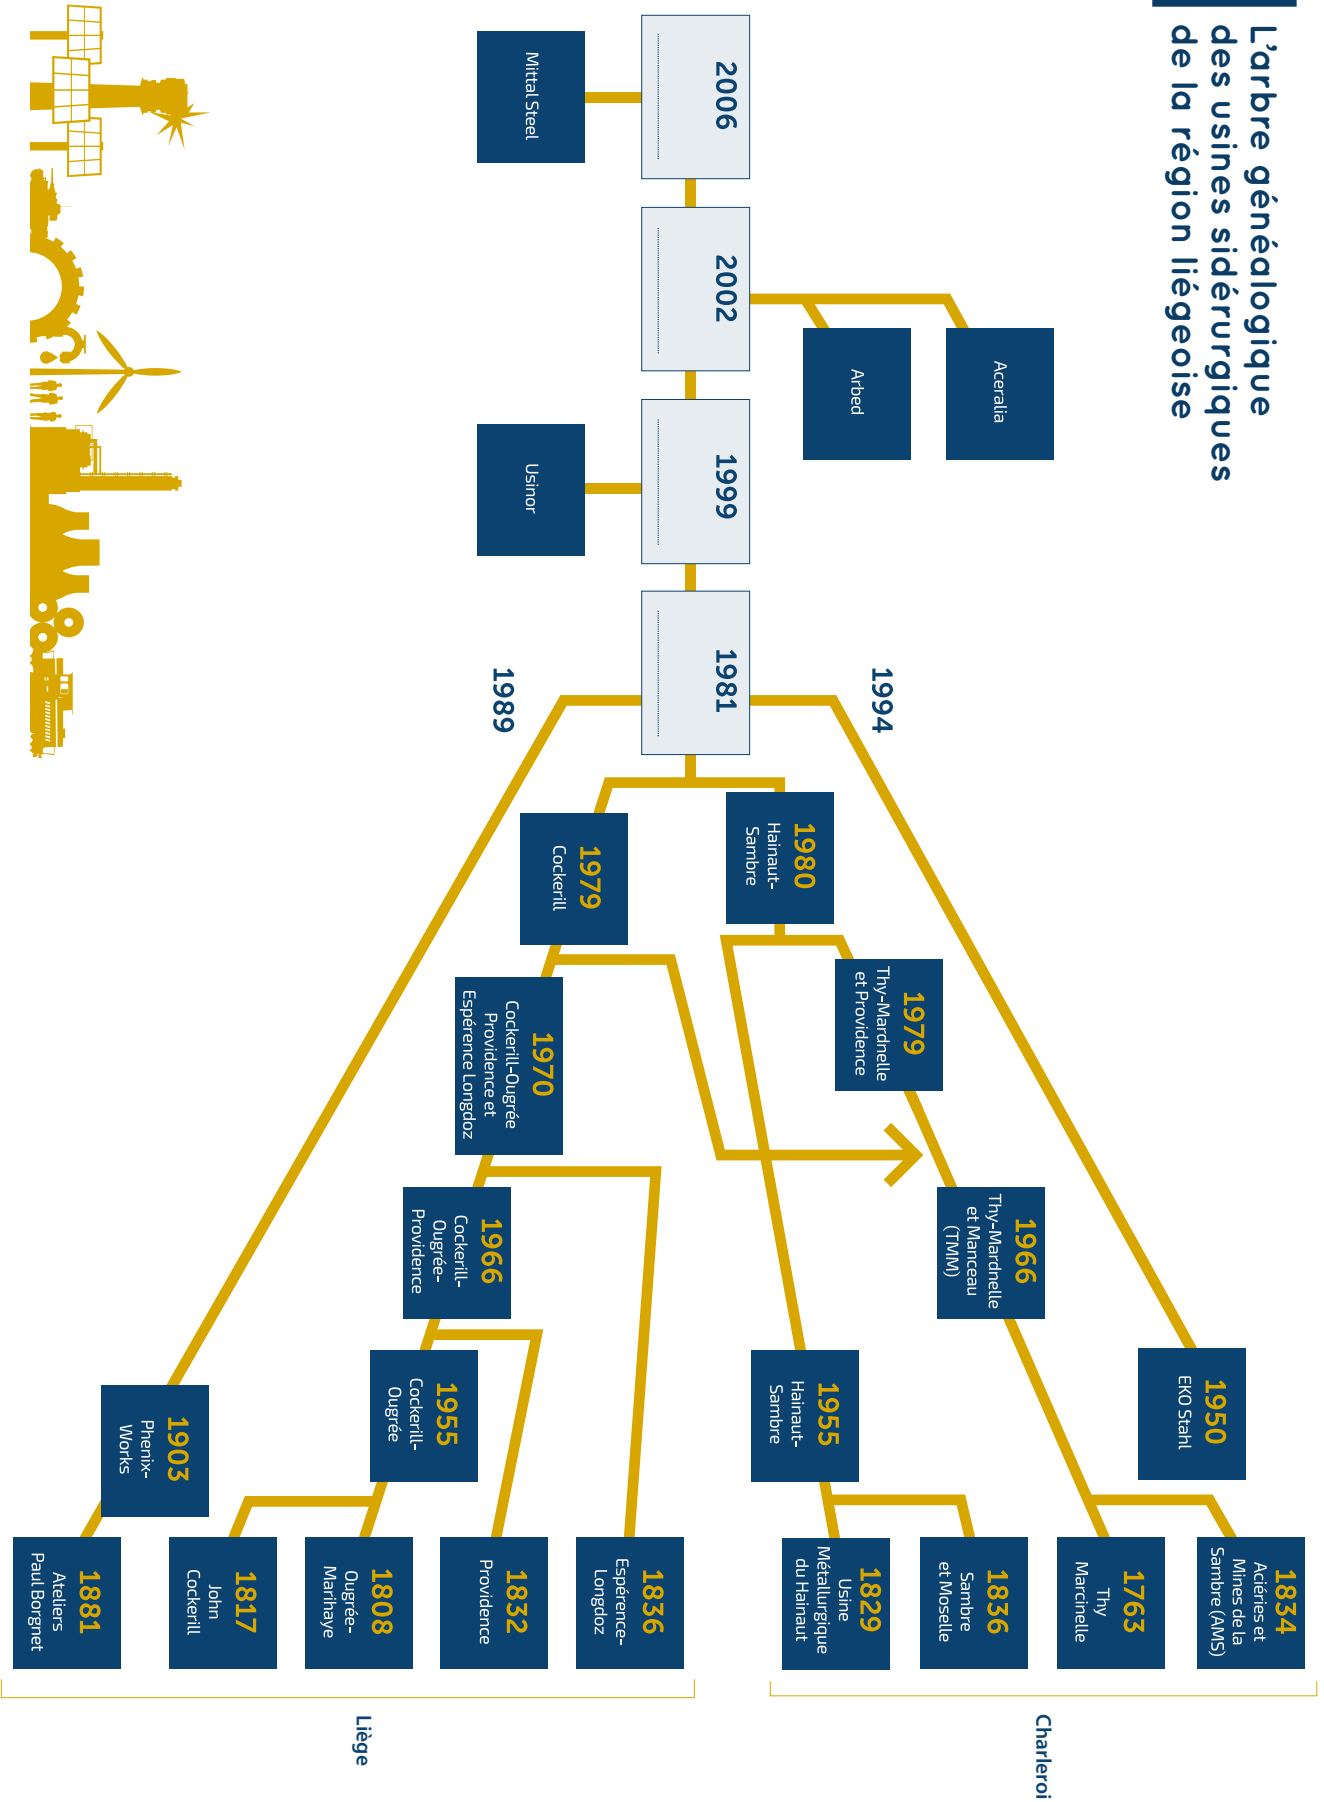 L'arbre généalogique
des usines sidérurgiques
de la région liégeoise
2006
Mittal Steel
2002
Aceralia
Arbed
1999
Usinor
1981
1994
1989
1980
Hainaut-
Sambre
1979
Cockerill
1979
Thy-Mardnelle
et Providence
1970
Cockerill-Ougrée
Providence et
Espérence Longdoz
1966
Thy-Mardnelle
et Manceau
(TMM)
1966
Cockerill-
Ougrée-
Providence
1950
EKO Stahl
1955
Hainaut-
Sambre
1955
Cockerill-
Ougrée
1903
Phenix-
Works
1834
Aciéries et
Mines de la
Sambre (AMS)
1763
Thy
Marcinelle
1836
Sambre
et Moselle
1829
Usine
Métallurgique
du Hainaut
1836
Espérence-
Longdoz
1832
Providence
1808
Ougrée-
Marihaye
1817
John
Cockerill
1881
Ateliers
Paul Borgnet
Charleroi
Liège